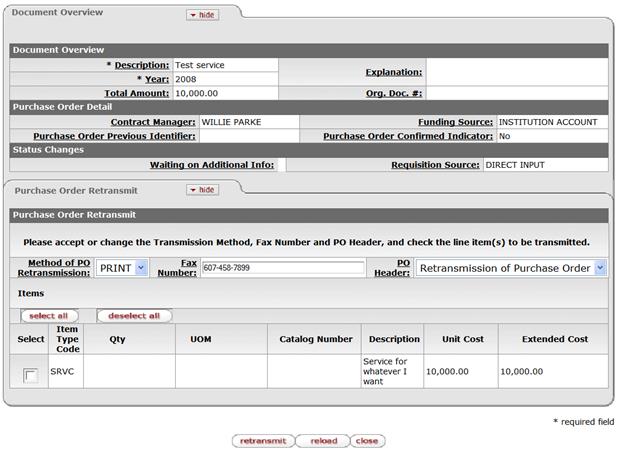 Document Overview
hide
Document Overview
* Description: Test service
Explanation:
* Year: 2008
Total Amount: 10,000.00
Org. Doc. #:
Purchase Order Detail
Contract Manager: WILLIE PARKE
Funding Source: INSTITUTION ACCOUNT
Purchase Order Previous Identifier:
Purchase Order Confirmed Indicator: No
Status Changes
Waiting on Additional Info:
Requisition Source: DIRECT INPUT
Purchase Order Retransmit
hide
Purchase Order Retransmit
Please accept or change the Transmission Method, Fax Number and PO Header, and check the line item(s) to be transmitted.
Method of PO
Retransmission:
PRINT
Fax
Number:
607-458-7899
PO
Header:
Retransmission of Purchase Order
Items
select all
deselect all
Select
Item
Type
Code
Qty
UOM
Catalog Number
Description
Unit Cost
Extended Cost
SRVC
Service for
whatever I
want
10,000.00
10,000.00
* required field
retransmit
reload
close